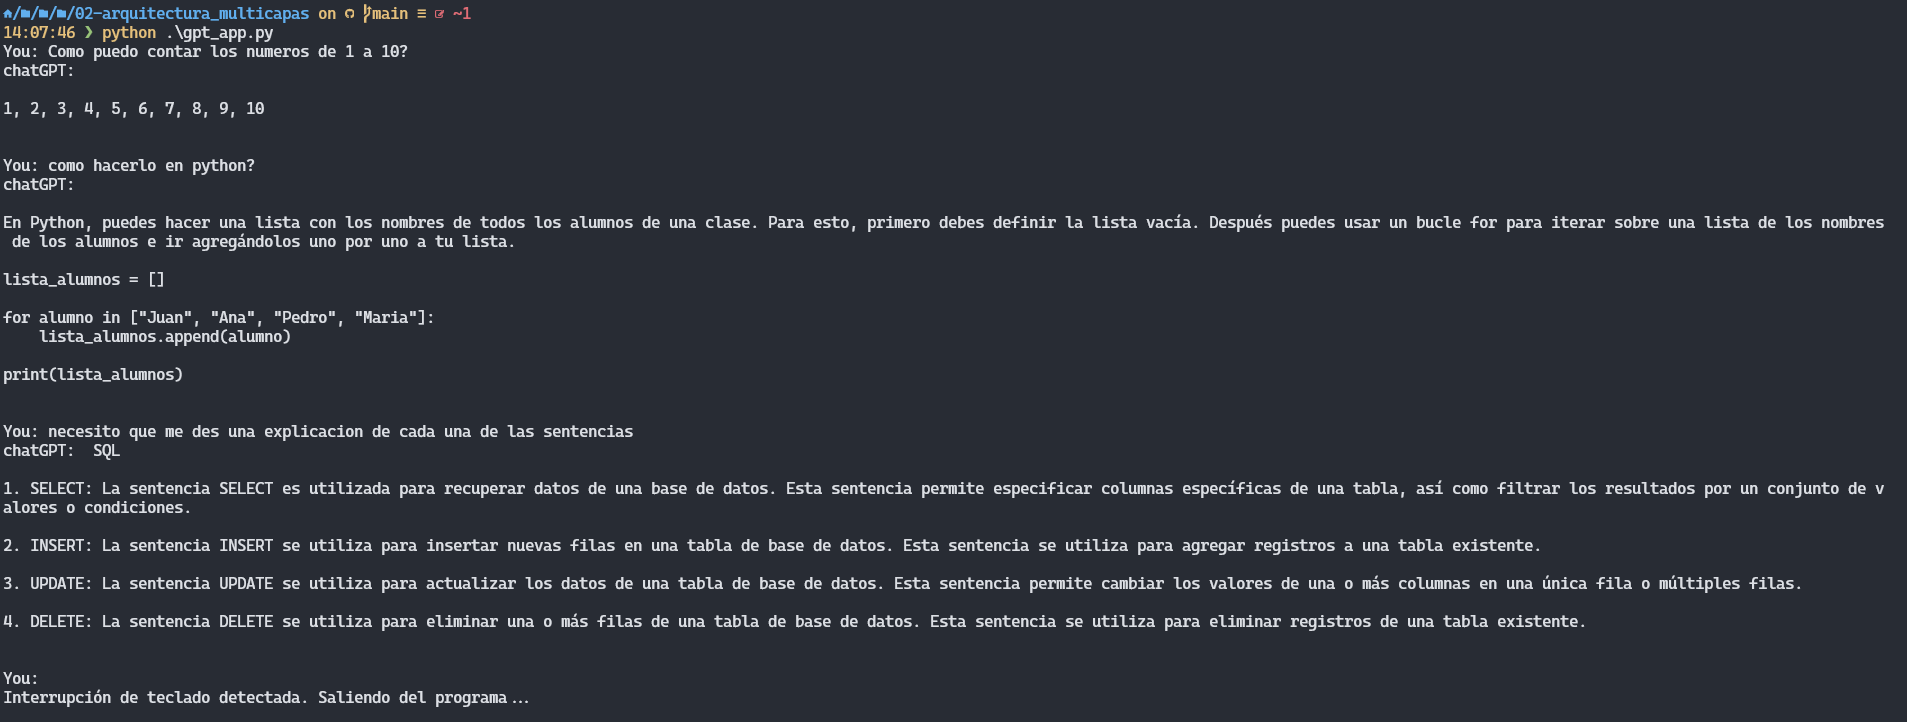 / / / /02-arquitectura_multicapas on main ≡ ~1
14:07:46 ❯ python .\gpt_app.py
You: Como puedo contar los numeros de 1 a 10?
chatGPT:
1, 2, 3, 4, 5, 6, 7, 8, 9, 10
You: como hacerlo en python?
chatGPT:
En Python, puedes hacer una lista con los nombres de todos los alumnos de una clase. Para esto, primero debes definir la lista vacía. Después puedes usar un bucle for para iterar sobre una lista de los nombres
de los alumnos e ir agregándolos uno por uno a tu lista.
lista_alumnos = []
for alumno in ["Juan", "Ana", "Pedro", "Maria"]:
    lista_alumnos.append(alumno)
print(lista_alumnos)
You: necesito que me des una explicacion de cada una de las sentencias
chatGPT:  SQL
1. SELECT: La sentencia SELECT es utilizada para recuperar datos de una base de datos. Esta sentencia permite especificar columnas específicas de una tabla, así como filtrar los resultados por un conjunto de v
alores o condiciones.
2. INSERT: La sentencia INSERT se utiliza para insertar nuevas filas en una tabla de base de datos. Esta sentencia se utiliza para agregar registros a una tabla existente.
3. UPDATE: La sentencia UPDATE se utiliza para actualizar los datos de una tabla de base de datos. Esta sentencia permite cambiar los valores de una o más columnas en una única fila o múltiples filas.
4. DELETE: La sentencia DELETE se utiliza para eliminar una o más filas de una tabla de base de datos. Esta sentencia se utiliza para eliminar registros de una tabla existente.
You:
Interrupción de teclado detectada. Saliendo del programa...